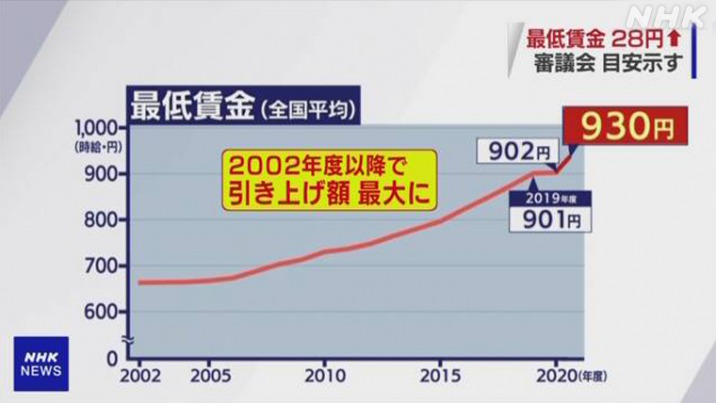 NHK
最低賃金 28円⬆
審議会 目安示す
最低賃金(全国平均)
1,000
(時給・円)
930円
902円
2002年度以降で
引き上げ額 最大に
900
2019年度
901円
800
700
600
0
2002
2005
2010
2015
2020(年度)
NHK
NEWS